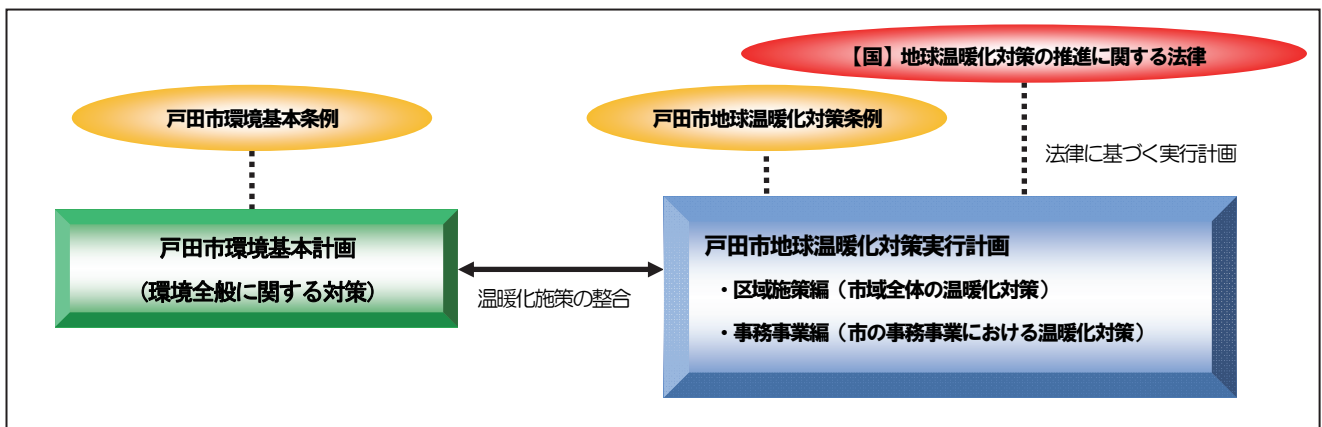 【国】地球温暖化対策の推進に関する法律
戸田市環境基本条例
戸田市地球温暖化対策条例
法律に基づく実行計画
戸田市環境基本計画
（環境全般に関する対策）
温暖化施策の整合
戸田市地球温暖化対策実行計画
・区域施策編（市域全体の温暖化対策）
・事務事業編（市の事務事業における温暖化対策）